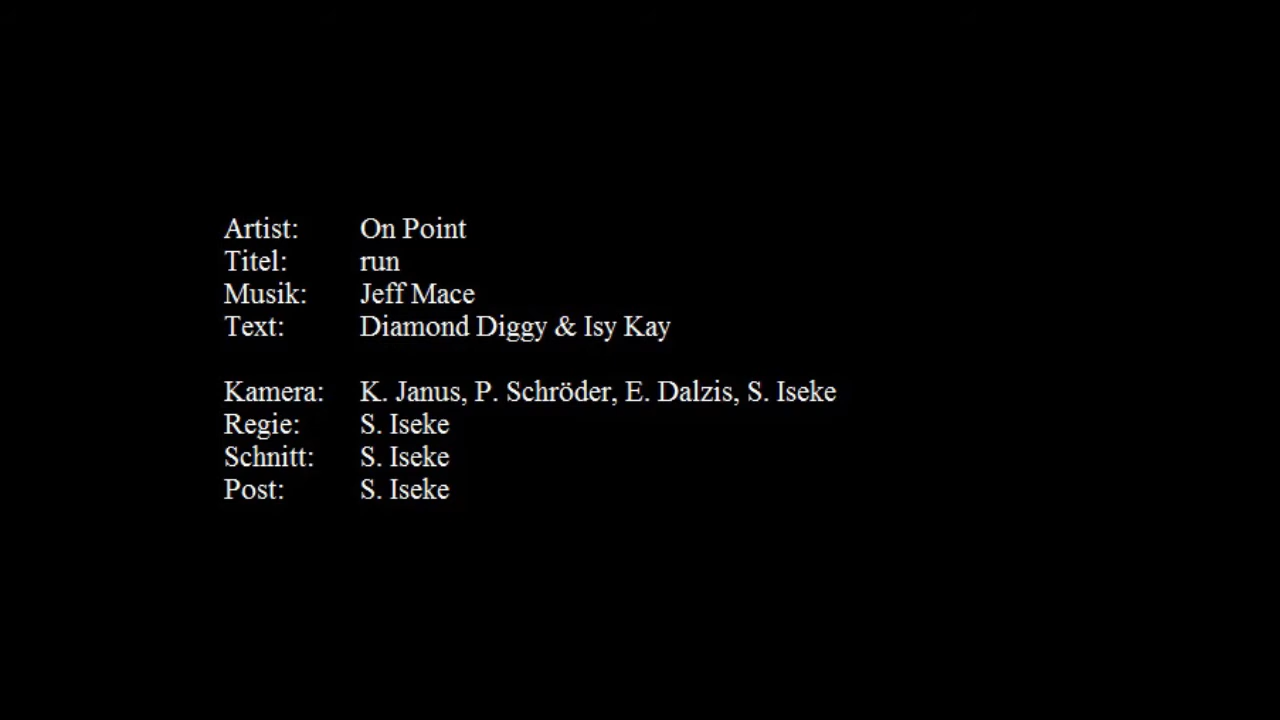 Artist: On Point
Titel: run
Musik: Jeff Mace
Text: Diamond Diggy & Isy Kay
Kamera: K. Janus, P. Schröder, E. Dalzis, S. Iseke
Regie: S. Iseke
Schnitt: S. Iseke
Post: S. Iseke